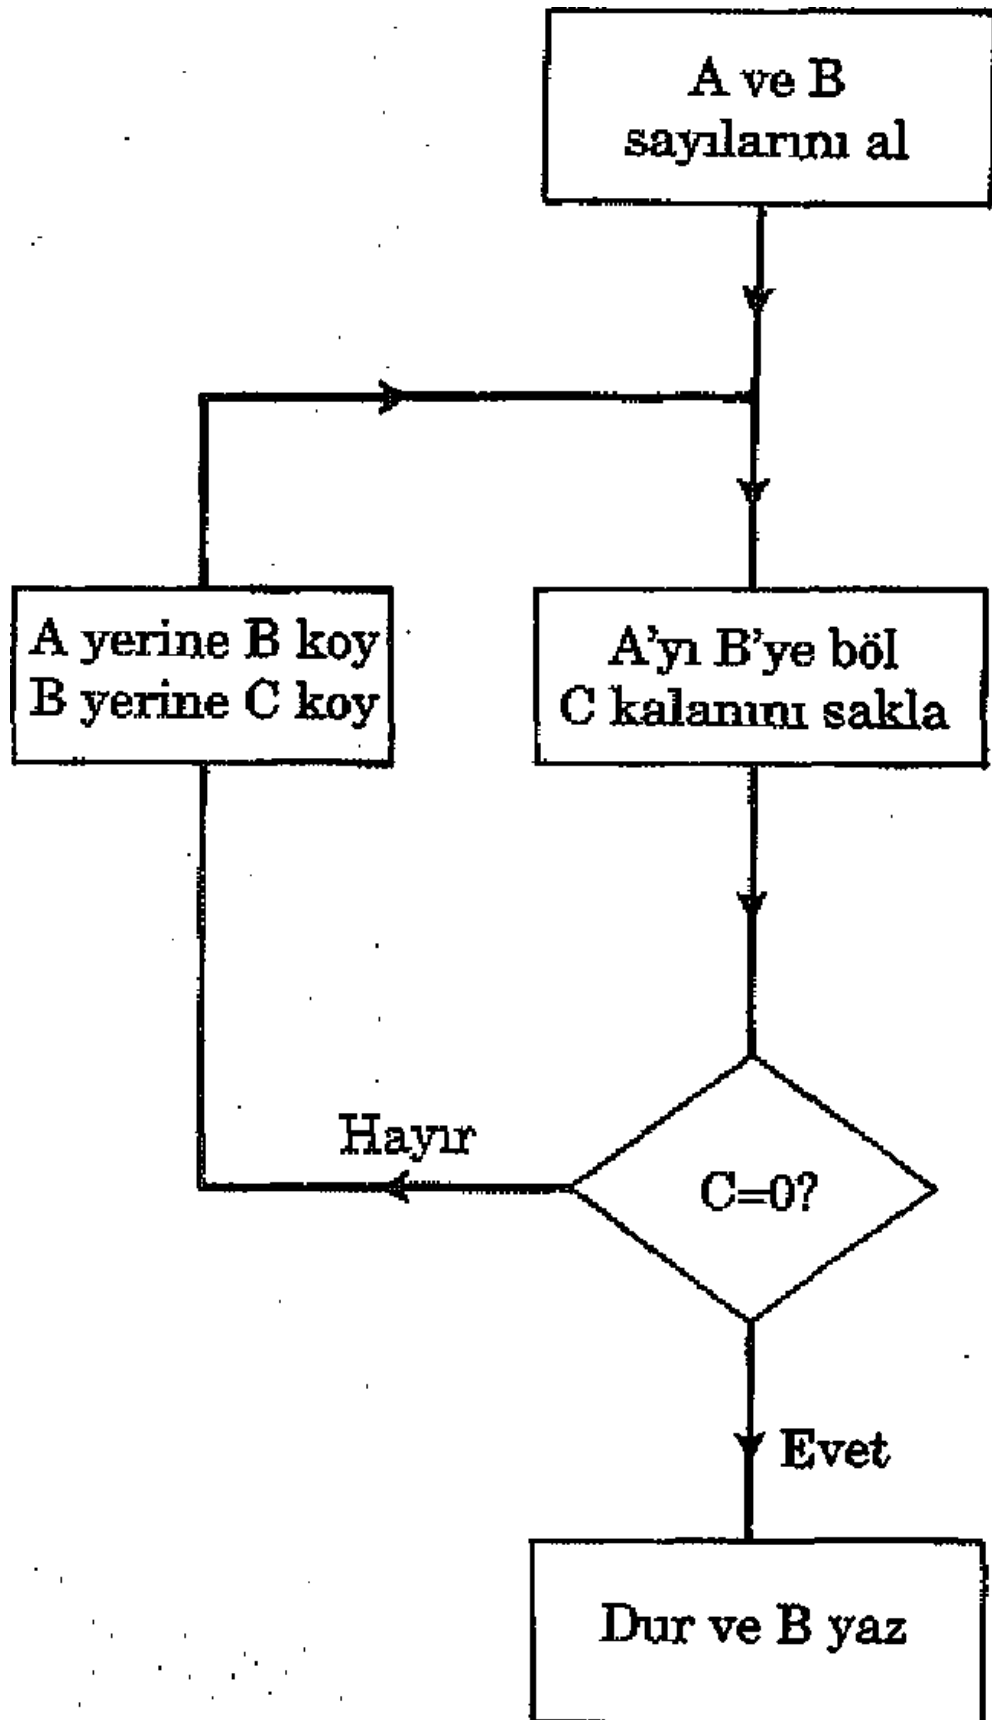 A ve B
sayılarını al
A yerine B koy
B yerine C koy
A'yı B'ye böl
C kalanını sakla
Hayır
C=0?
Evet
Dur ve B yaz